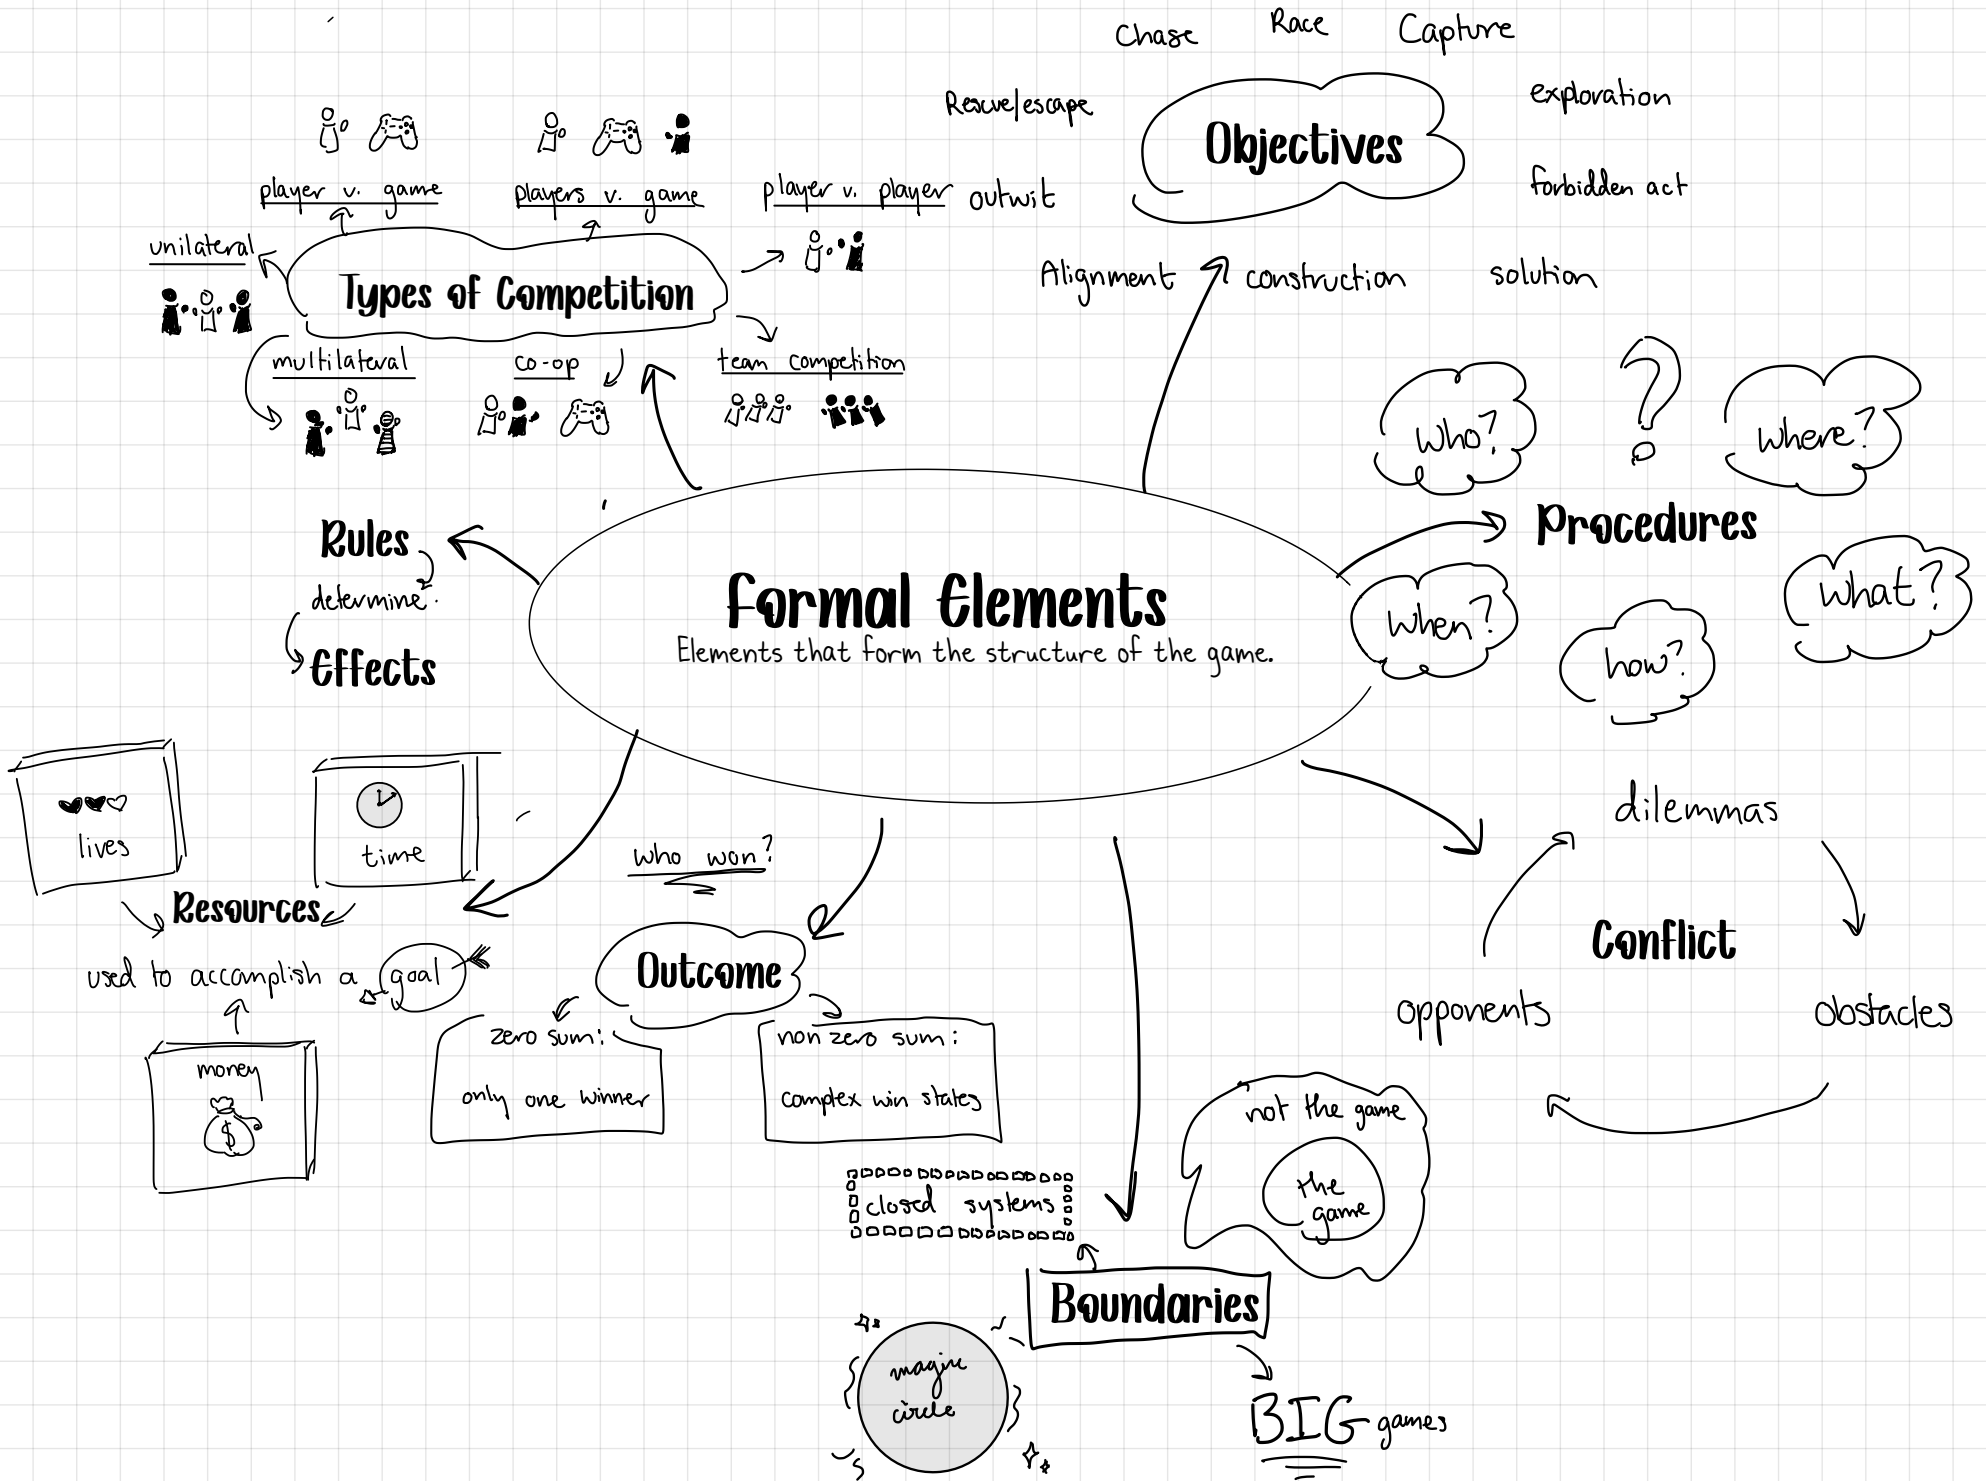 Chase
Race
Capture
Rescue/escape
exploration
Objectives
forbidden act
outwit
Alignment
construction
solution
player v. game
players v. game
player v. player
unilateral
Types of Competition
multilateral
co-op
team competition
who?
where?
Procedures
when?
what?
how?
Rules
determine
Effects
Formal Elements
Elements that form the structure of the game.
lives
time
Resources
used to accomplish a goal
money
$
who won?
Outcome
zero sum:
only one winner
non zero sum:
complex win states
dilemmas
Conflict
opponents
obstacles
not the game
the
game
closed systems
Boundaries
magic
circle
BIG games